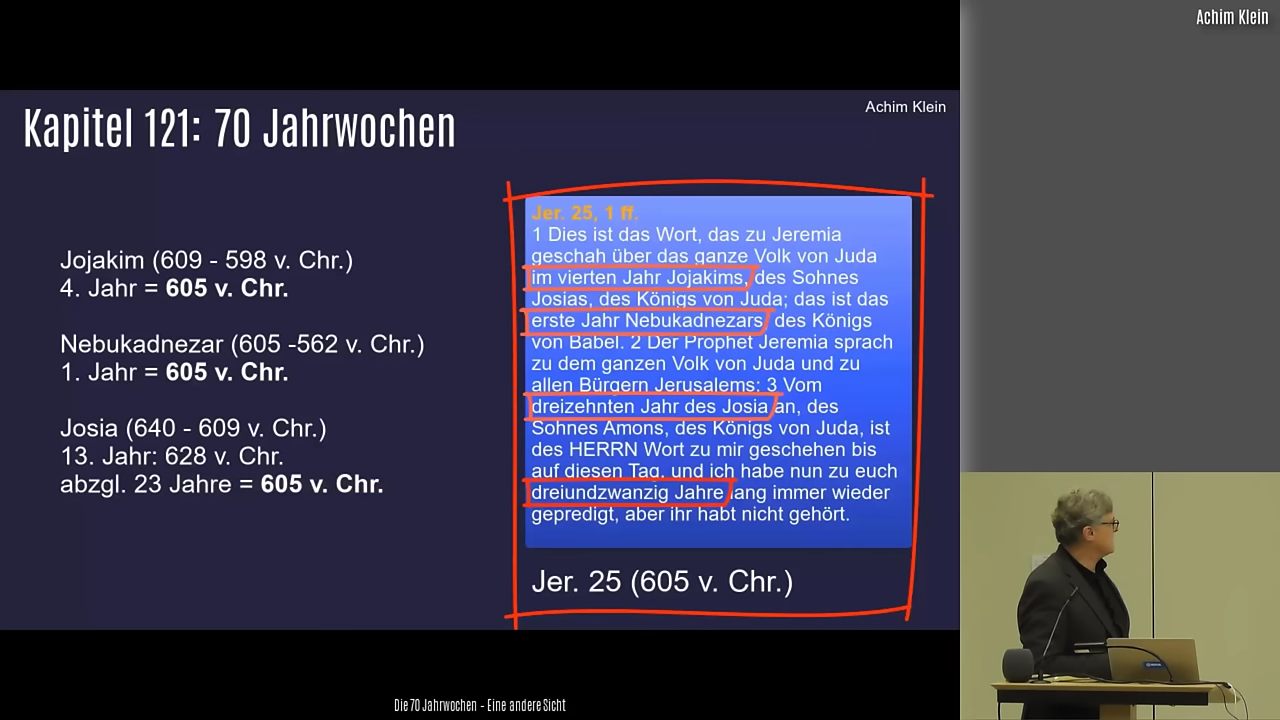 Achim Klein
Kapitel 121: 70 Jahrwochen
Achim Klein
Jojakim (609 - 598 v. Chr.)
4. Jahr = 605 v. Chr.
Nebukadnezar (605 -562 v. Chr.)
1. Jahr = 605 v. Chr.
Josia (640 - 609 v. Chr.)
13. Jahr: 628 v. Chr.
abzgl. 23 Jahre = 605 v. Chr.
Jer. 25, 1 ff.
1 Dies ist das Wort, das zu Jeremia
geschah über das ganze Volk von Juda
im vierten Jahr Jojakims, des Sohnes
Josias, des Königs von Juda; das ist das
erste Jahr Nebukadnezars, des Königs
von Babel. 2 Der Prophet Jeremia sprach
zu dem ganzen Volk von Juda und zu
allen Bürgern Jerusalems: 3 Vom
dreizehnten Jahr des Josia an, des
Sohnes Amons, des Königs von Juda, ist
des HERRN Wort zu mir geschehen bis
auf diesen Tag, und ich habe nun zu euch
dreiundzwanzig Jahre lang immer wieder
gepredigt, aber ihr habt nicht gehört.
Jer. 25 (605 v. Chr.)
Die 70 Jahrwochen - Eine andere Sicht